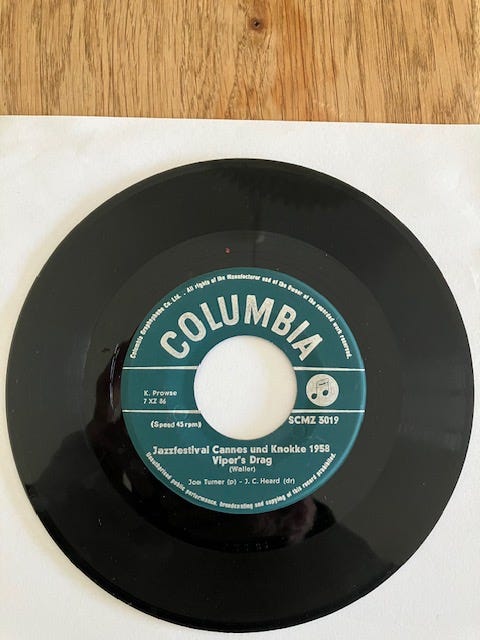 Columbia Graphophone Co. Ltd. . All rights of the Manufacturer and of the Owner of the recorded work reserved.
COLUMBIA
K. Prowse
7 XZ 86
(Speed 45 rpm)
SCMZ 3019
Jazzfestival Cannes und Knokke 1958
Viper's Drag
(Waller)
Joe Turner (p) - J. C. Heard (dr)
Unauthorised public performance, broadcasting and copying of this record prohibited.